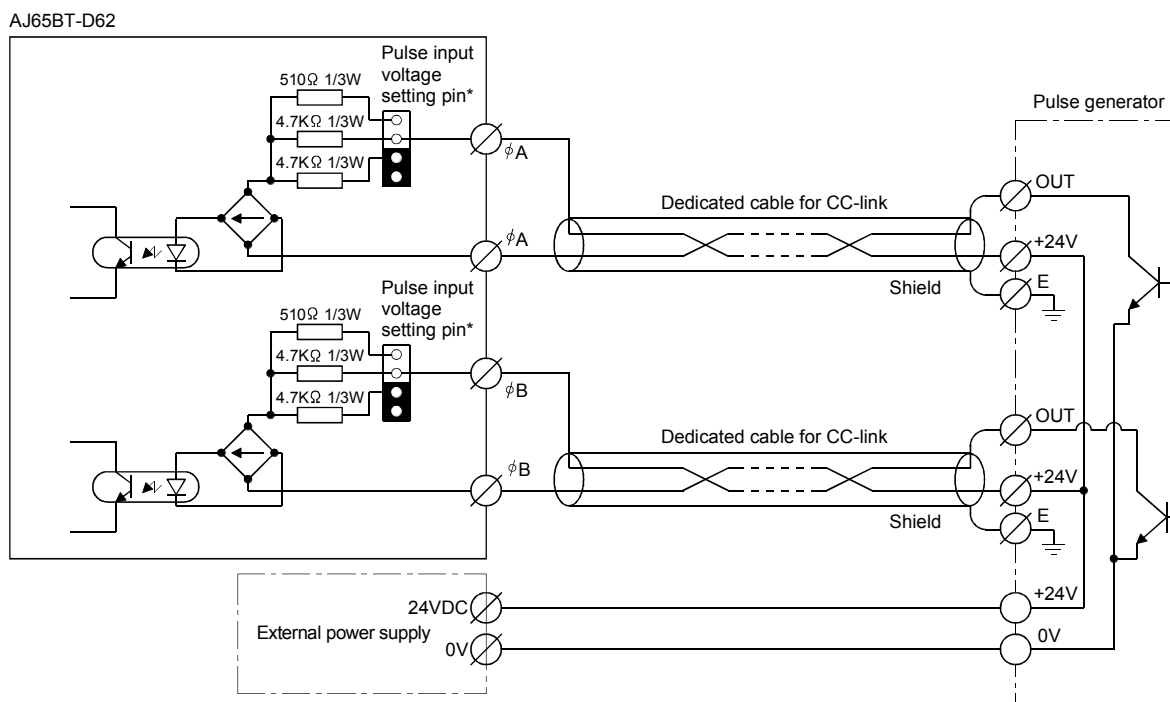 AJ65BT-D62
Pulse input
voltage
setting pin*
510Ω 1/3W
4.7KΩ 1/3W
4.7KΩ 1/3W
ϕA
ϕA
Dedicated cable for CC-link
Shield
Pulse generator
OUT
+24V
E
Pulse input
voltage
setting pin*
510Ω 1/3W
4.7KΩ 1/3W
4.7KΩ 1/3W
ϕB
ϕB
Dedicated cable for CC-link
Shield
OUT
+24V
E
External power supply
24VDC
0V
+24V
0V